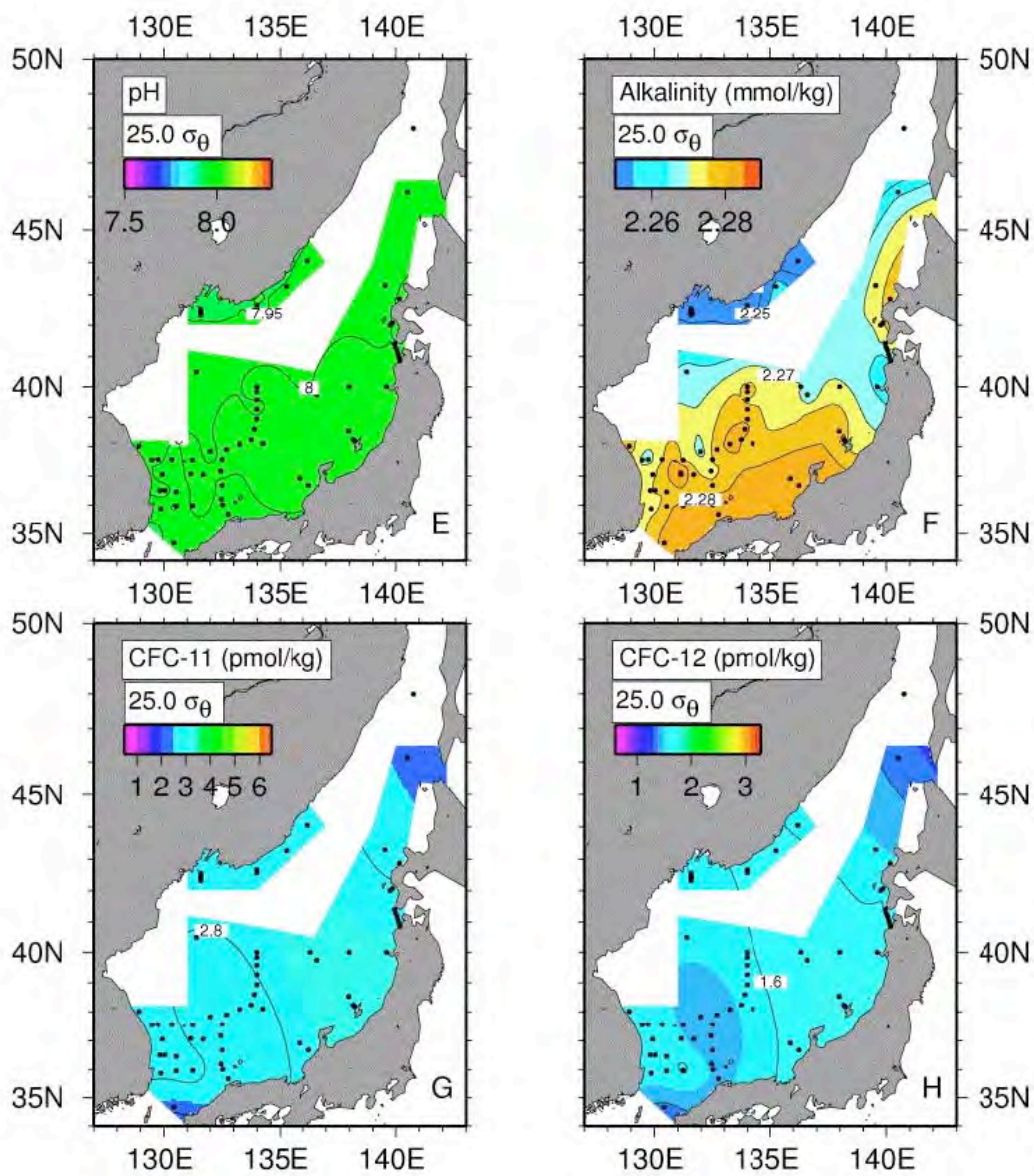 130E 135E 140E 130E 135E 140E
50N 50N
pH Alkalinity (mmol/kg)
25.0 σθ 25.0 σθ
7.5 8.0 2.26 2.28
45N 45N
7.95 2.25
40N 8 2.27 40N
2.28
35N E F 35N
130E 135E 140E 130E 135E 140E
50N 50N
CFC-11 (pmol/kg) CFC-12 (pmol/kg)
25.0 σθ 25.0 σθ
1 2 3 4 5 6 1 2 3
45N 45N
40N 2.8 40N
1.6
35N G H 35N
130E 135E 140E 130E 135E 140E